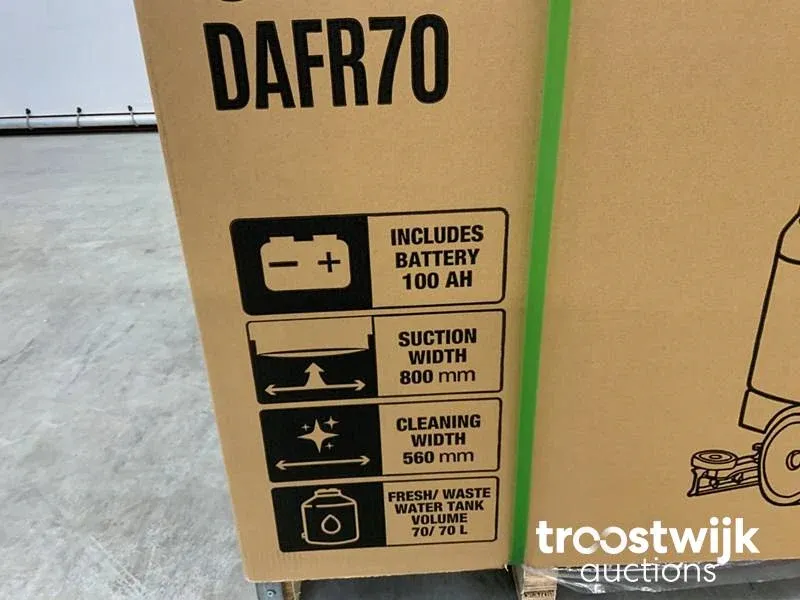 DAFR70
INCLUDES
BATTERY
100 AH
SUCTION
WIDTH
800 mm
CLEANING
WIDTH
560 mm
FRESH/ WASTE
WATER TANK
VOLUME
70/ 70 L
troostwijk
auctions